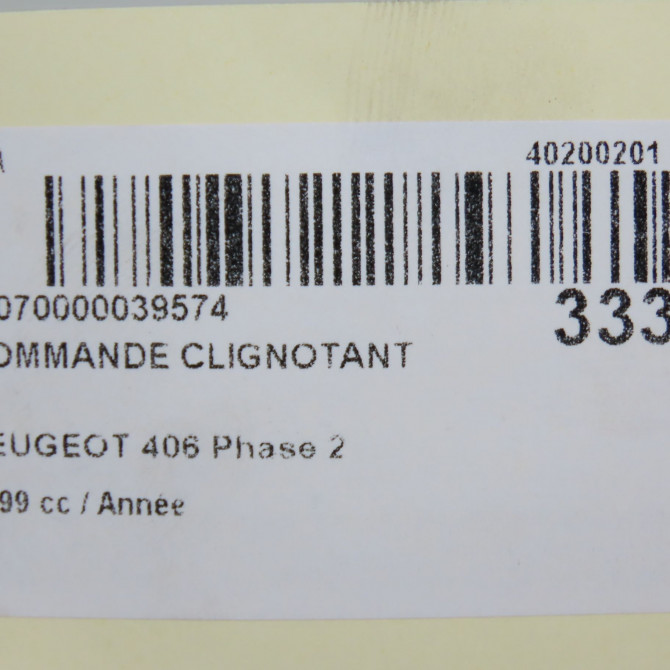 40200201
070000039574
333
OMMANDE CLIGNOTANT
EUGEOT 406 Phase 2
99 cc / Année